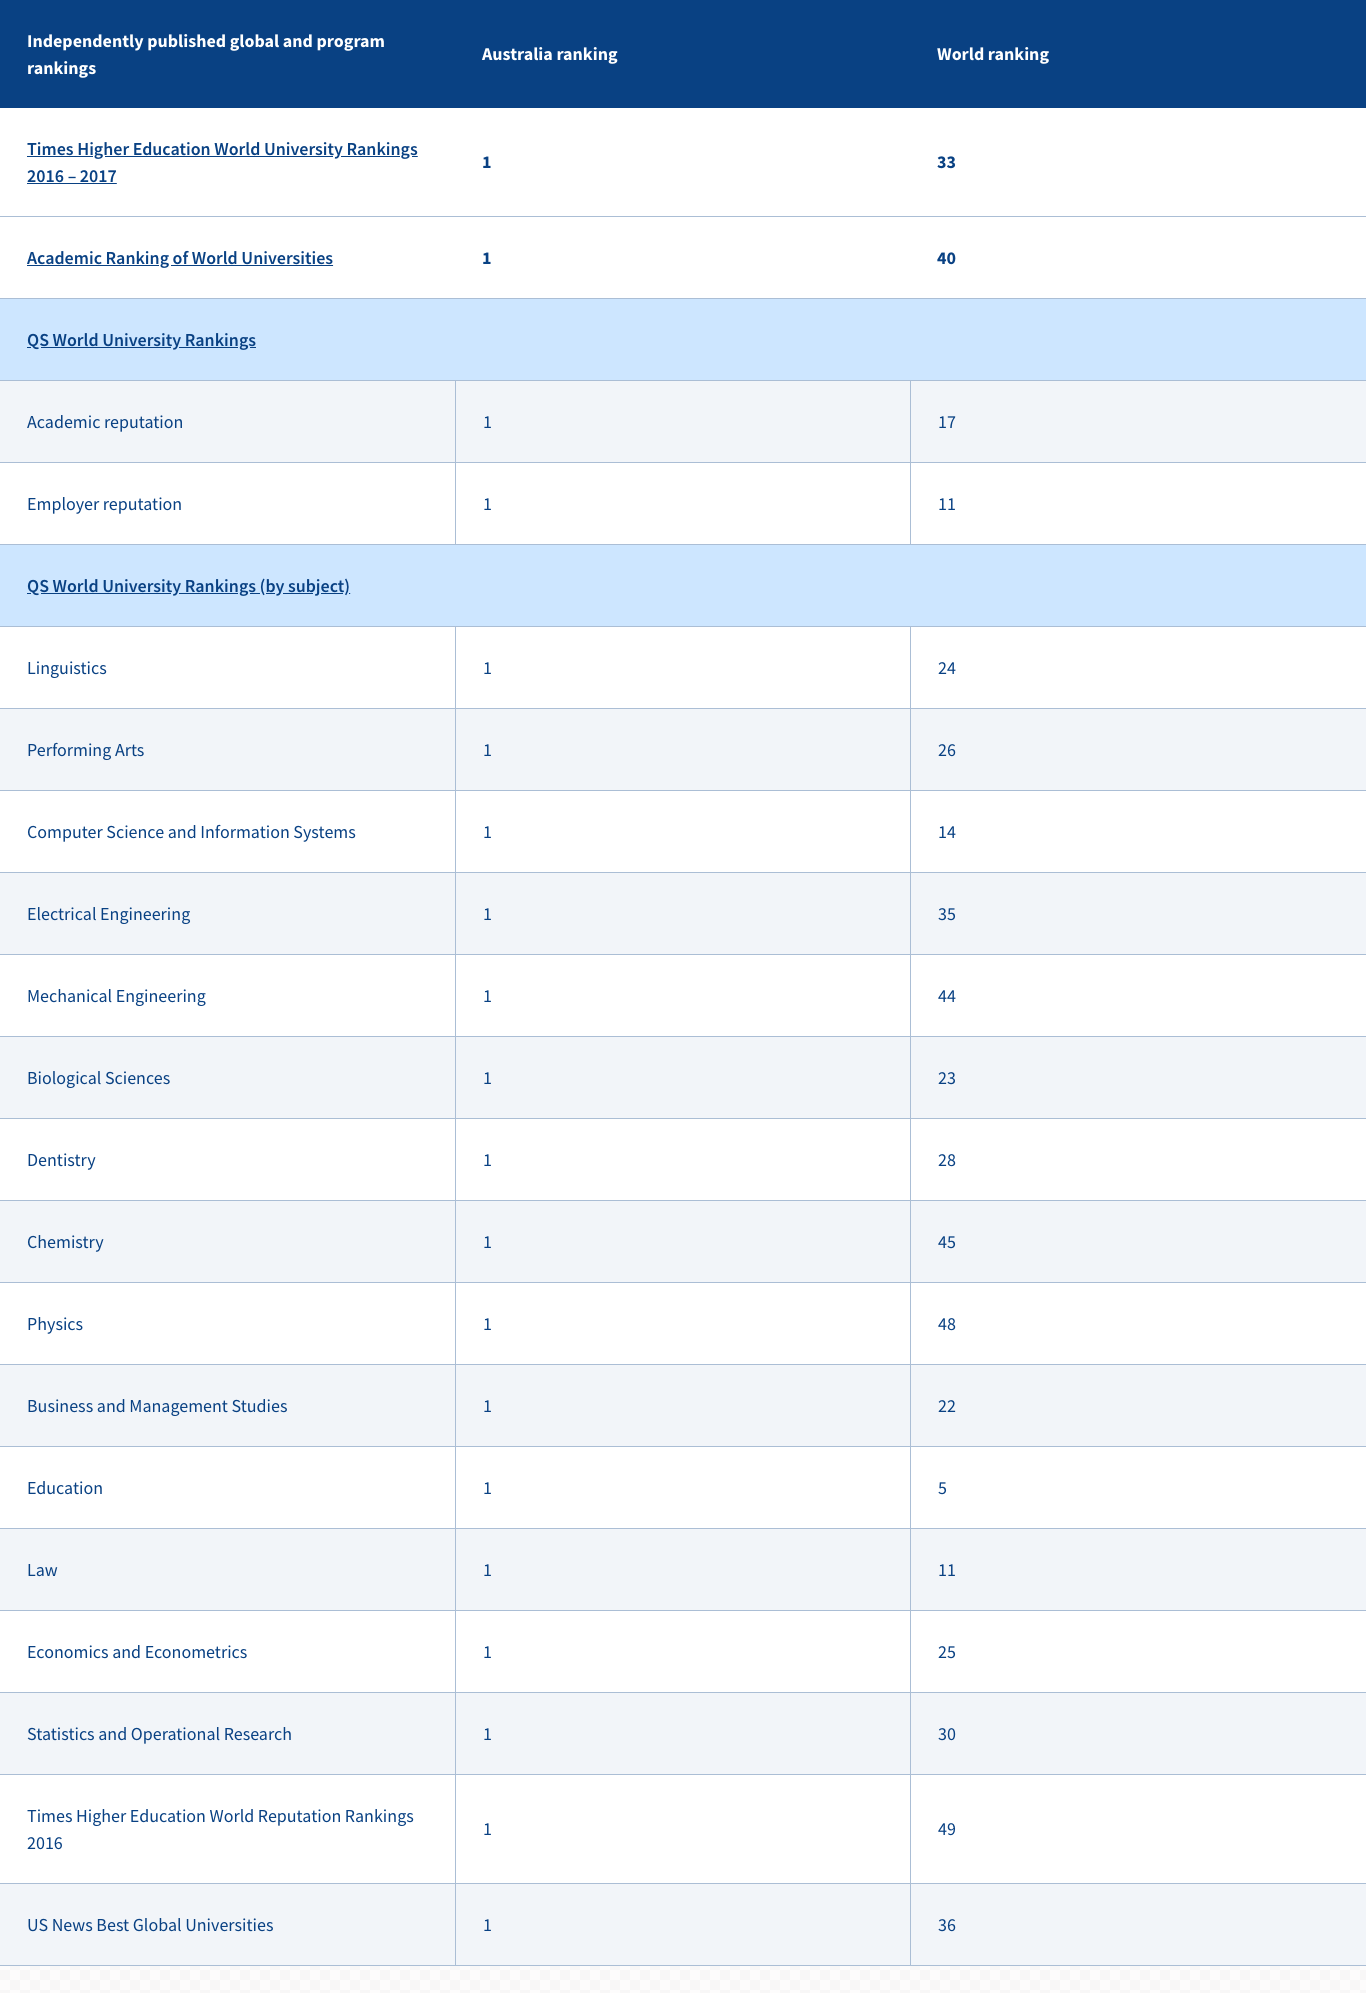 Independently published global and program
rankings
Australia ranking
World ranking
Times Higher Education World University Rankings
2016 – 2017
1
33
Academic Ranking of World Universities
1
40
QS World University Rankings
Academic reputation
1
17
Employer reputation
1
11
QS World University Rankings (by subject)
Linguistics
1
24
Performing Arts
1
26
Computer Science and Information Systems
1
14
Electrical Engineering
1
35
Mechanical Engineering
1
44
Biological Sciences
1
23
Dentistry
1
28
Chemistry
1
45
Physics
1
48
Business and Management Studies
1
22
Education
1
5
Law
1
11
Economics and Econometrics
1
25
Statistics and Operational Research
1
30
Times Higher Education World Reputation Rankings
2016
1
49
US News Best Global Universities
1
36